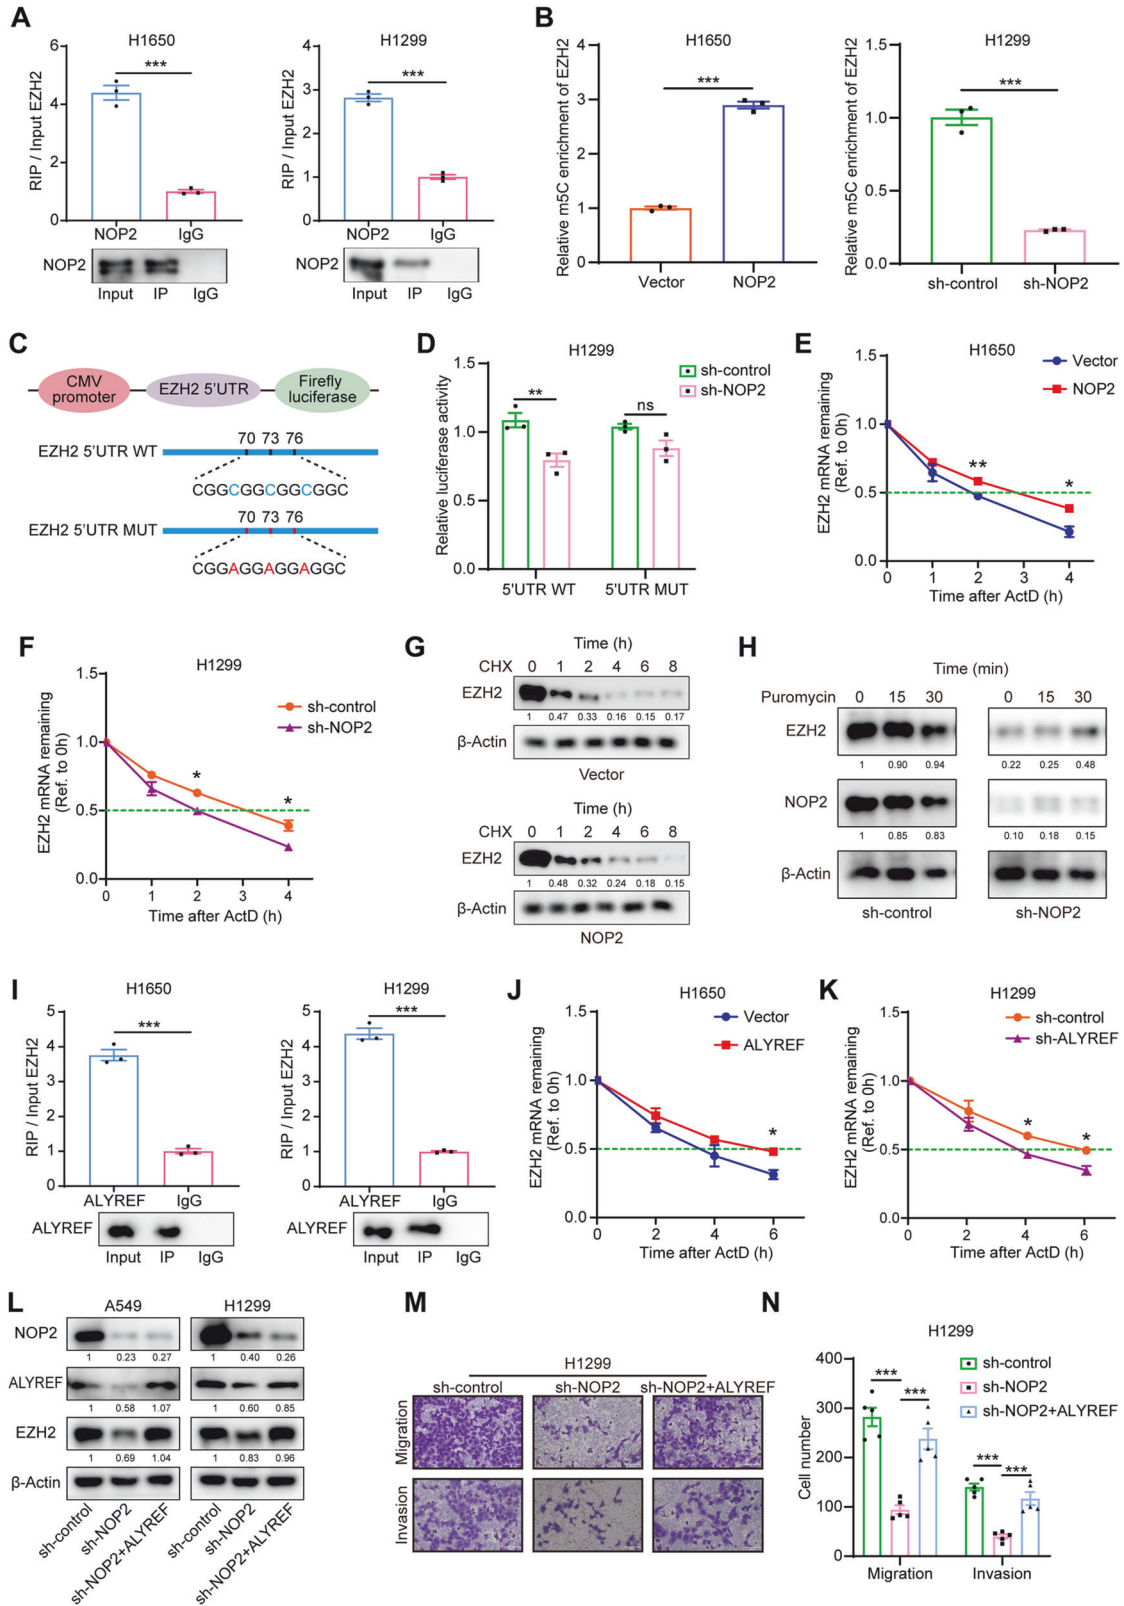 A
H1650
RIP / Input EZH2
6
4
2
0
***
NOP2 IgG
NOP2
Input IP IgG
H1299
RIP / Input EZH2
4
3
2
1
0
***
NOP2 IgG
NOP2
Input IP IgG
B
H1650
Relative m5C enrichment of EZH2
4
3
2
1
0
***
Vector NOP2
H1299
Relative m5C enrichment of EZH2
1.5
1.0
0.5
0.0
***
sh-control sh-NOP2
C
CMV
promoter
EZH2 5'UTR
Firefly
luciferase
70 73 76
EZH2 5'UTR WT
CGGCGGCGGCGGC
70 73 76
EZH2 5'UTR MUT
CGGAGGAGGAGGC
D
H1299
sh-control
sh-NOP2
Relative luciferase activity
1.5
1.0
0.5
0.0
**
ns
5'UTR WT 5'UTR MUT
E
H1650
Vector
NOP2
EZH2 mRNA remaining
(Ref. to 0h)
1.5
1.0
0.5
0.0
**
*
0 1 2 4
Time after ActD (h)
F
H1299
sh-control
sh-NOP2
EZH2 mRNA remaining
(Ref. to 0h)
1.5
1.0
0.5
0.0
*
*
0 1 2 4
Time after ActD (h)
G
Time (h)
CHX 0 1 2 4 6 8
EZH2
1 0.47 0.33 0.16 0.15 0.17
β-Actin
Vector
Time (h)
CHX 0 1 2 4 6 8
EZH2
1 0.48 0.32 0.24 0.18 0.15
β-Actin
NOP2
H
Time (min)
Puromycin 0 15 30 0 15 30
EZH2
1 0.90 0.94 0.22 0.25 0.48
NOP2
1 0.85 0.83 0.10 0.18 0.15
β-Actin
sh-control sh-NOP2
I
H1650
RIP / Input EZH2
5
4
3
2
1
0
***
ALYREF IgG
ALYREF
Input IP IgG
H1299
RIP / Input EZH2
5
4
3
2
1
0
***
ALYREF IgG
ALYREF
Input IP IgG
J
H1650
Vector
ALYREF
EZH2 mRNA remaining
(Ref. to 0h)
1.5
1.0
0.5
0.0
*
0 2 4 6
Time after ActD (h)
K
H1299
sh-control
sh-ALYREF
EZH2 mRNA remaining
(Ref. to 0h)
1.5
1.0
0.5
0.0
*
*
0 2 4 6
Time after ActD (h)
L
A549 H1299
NOP2
1 0.23 0.27 1 0.40 0.26
ALYREF
1 0.58 1.07 1 0.60 0.85
EZH2
1 0.69 1.04 1 0.83 0.96
β-Actin
sh-control sh-NOP2 sh-NOP2+ALYREF sh-control sh-NOP2 sh-NOP2+ALYREF
M
H1299
sh-control sh-NOP2 sh-NOP2+ALYREF
Migration
Invasion
N
H1299
sh-control
sh-NOP2
sh-NOP2+ALYREF
Cell number
400
300
200
100
0
***
***
***
***
Migration Invasion